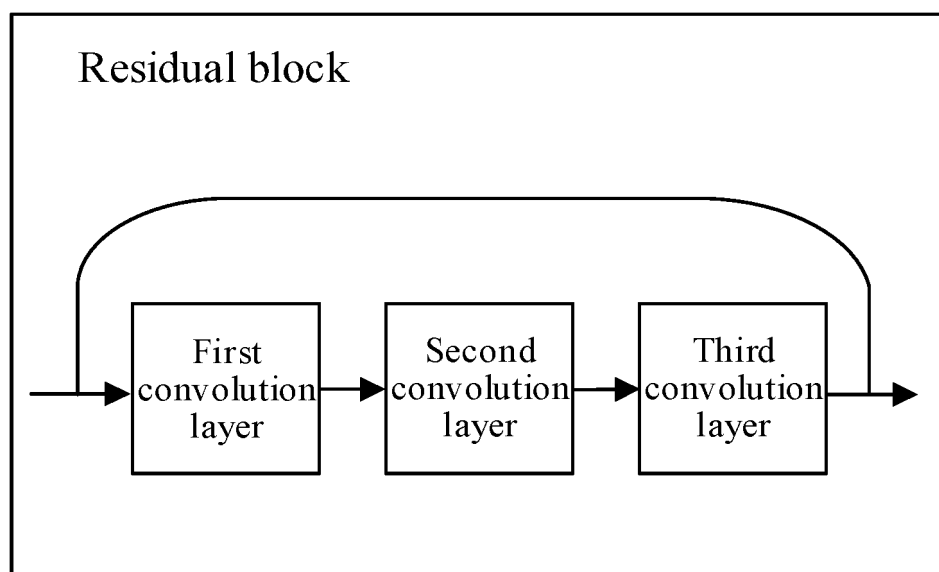 Residual block
First
convolution
layer
Second
convolution
layer
Third
convolution
layer